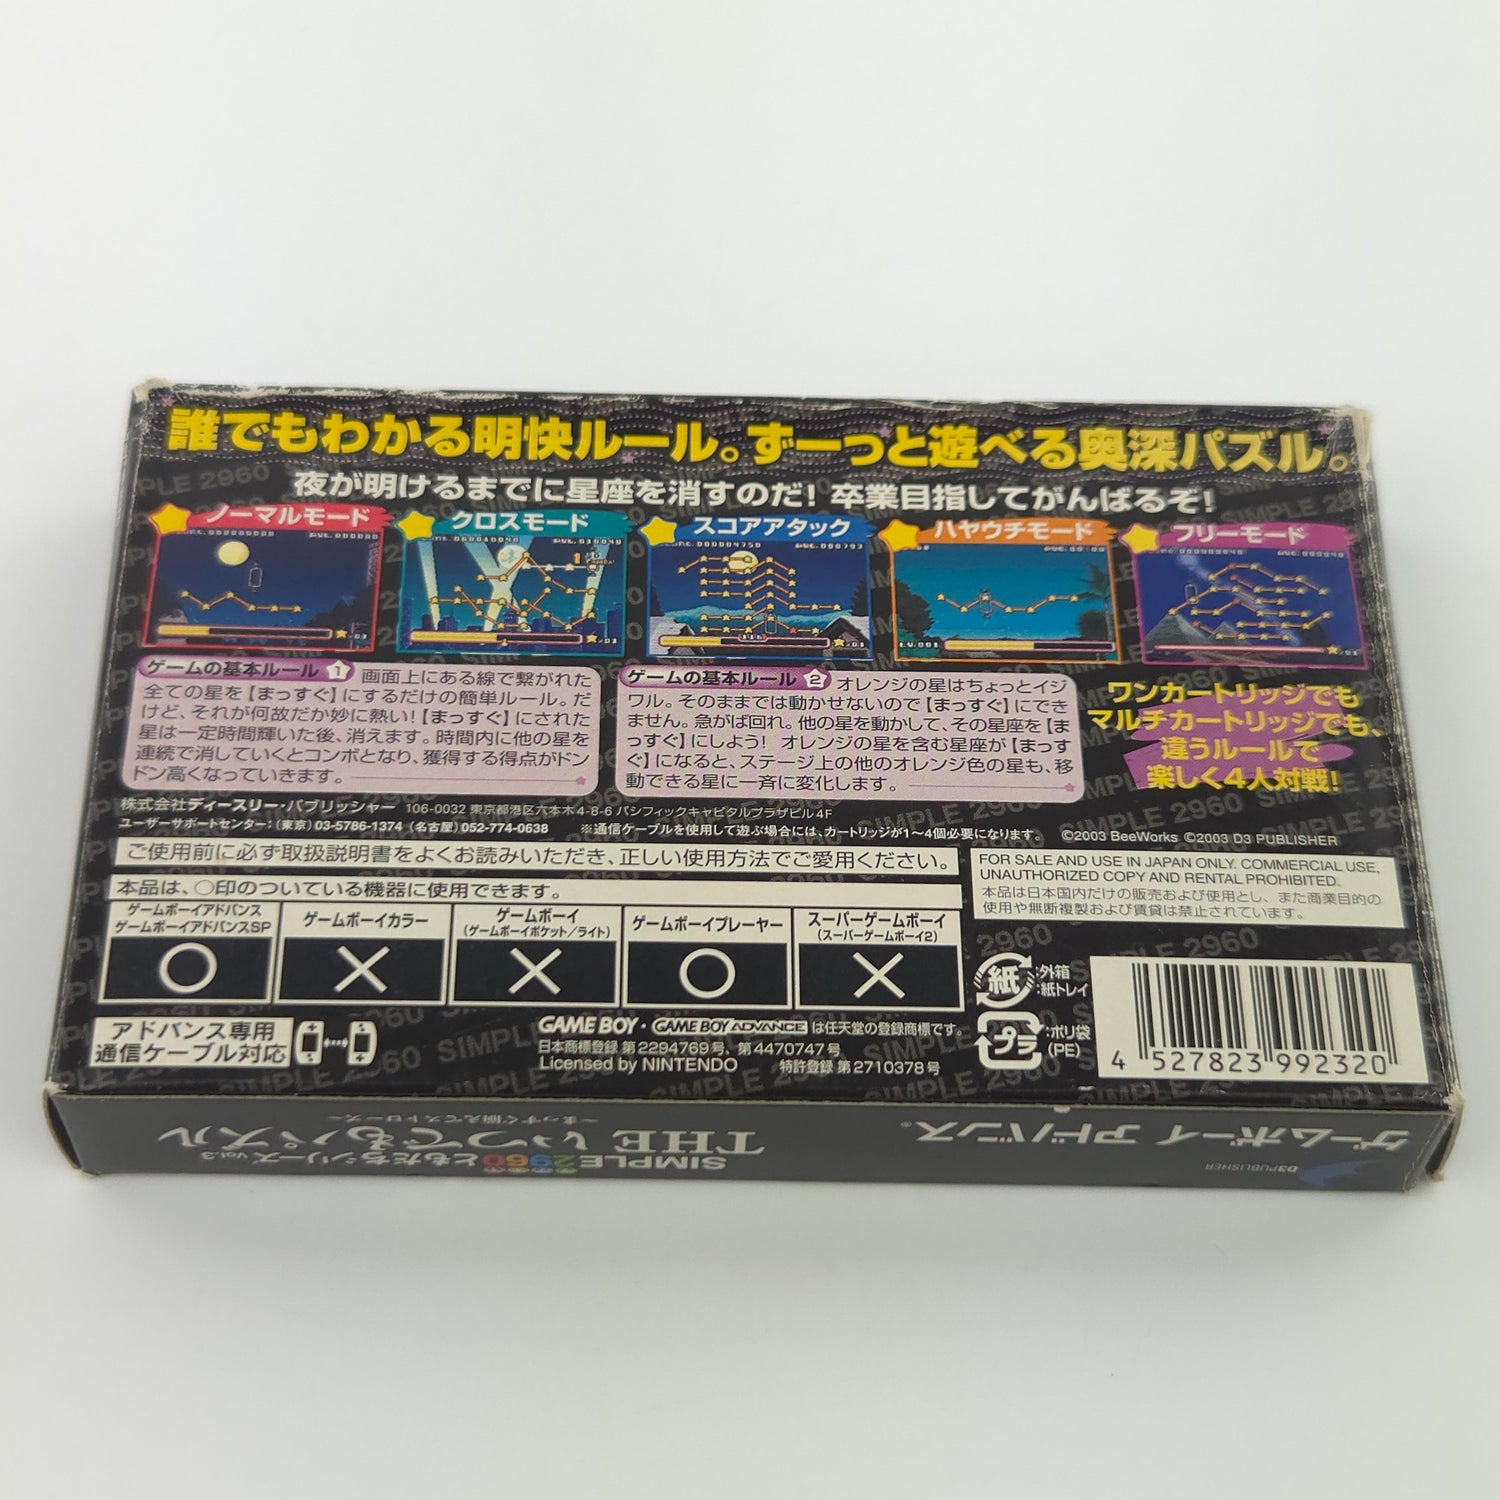 誰でもわかる明快ルール。ずーっと遊べる奥深パズル。
夜が明けるまでに星座を消すのだ！卒業目指してがんばるぞ！
ノーマルモード
クロスモード
スコアアタック
ハヤウチモード
フリーモード
ゲームの基本ルール 1 画面上にある線で繋がれた
全ての星を【まっすぐ】にするだけの簡単ルール。だ
けど、それが何故だか妙に熱い！【まっすぐ】にされた
星は一定時間輝いた後、消えます。時間内に他の星を
連続で消していくとコンボとなり、獲得する得点がドン
ドン高くなっていきます。
ゲームの基本ルール 2 オレンジの星はちょっとイジ
ワル。そのままでは動かせないので【まっすぐ】にでき
ません。急がば回れ。他の星を動かして、その星座を【ま
っすぐ】にしよう！ オレンジの星を含む星座が【まっす
ぐ】になると、ステージ上の他のオレンジ色の星も、移
動できる星に一斉に変化します。
ワンカートリッジでも
マルチカートリッジでも、
違うルールで
楽しく4人対戦！
株式会社ディースリー・パブリッシャー 106-0032 東京都港区六本木4-8-6 パシフィックキャピタルプラザビル4F
ユーザーサポートセンター：（東京）03-5786-1374（名古屋）052-774-0638 ※通信ケーブルを使用して遊ぶ場合には、カートリッジが1〜4個必要になります。
©2003 BeeWorks ©2003 D3 PUBLISHER
ご使用前に必ず取扱説明書をよくお読みいただき、正しい使用方法でご愛用ください。
本品は、○印のついている機器に使用できます。
ゲームボーイアドバンス
ゲームボーイアドバンスSP
ゲームボーイカラー
ゲームボーイ
（ゲームボーイポケット／ライト）
ゲームボーイプレーヤー
スーパーゲームボーイ
（スーパーゲームボーイ2）
○ × × ○ ×
FOR SALE AND USE IN JAPAN ONLY. COMMERCIAL USE,
UNAUTHORIZED COPY AND RENTAL PROHIBITED.
本品は日本国内だけの販売および使用とし、また商業目的の
使用や無断複製および賃貸は禁止されています。
アドバンス専用
通信ケーブル対応
GAME BOY・GAME BOY ADVANCE は任天堂の登録商標です。
日本商標登録 第2294769号、第4470747号
Licensed by NINTENDO 特許登録 第2710378号
紙 :外箱
:紙トレイ
プラ :ポリ袋
(PE)
4 527823 992320
SIMPLE2960ともだちシリーズ vol.3
THE いつでもパズル
〜まっすぐ揃えてストローズ〜
ゲームボーイ アドバンス。
D3PUBLISHER